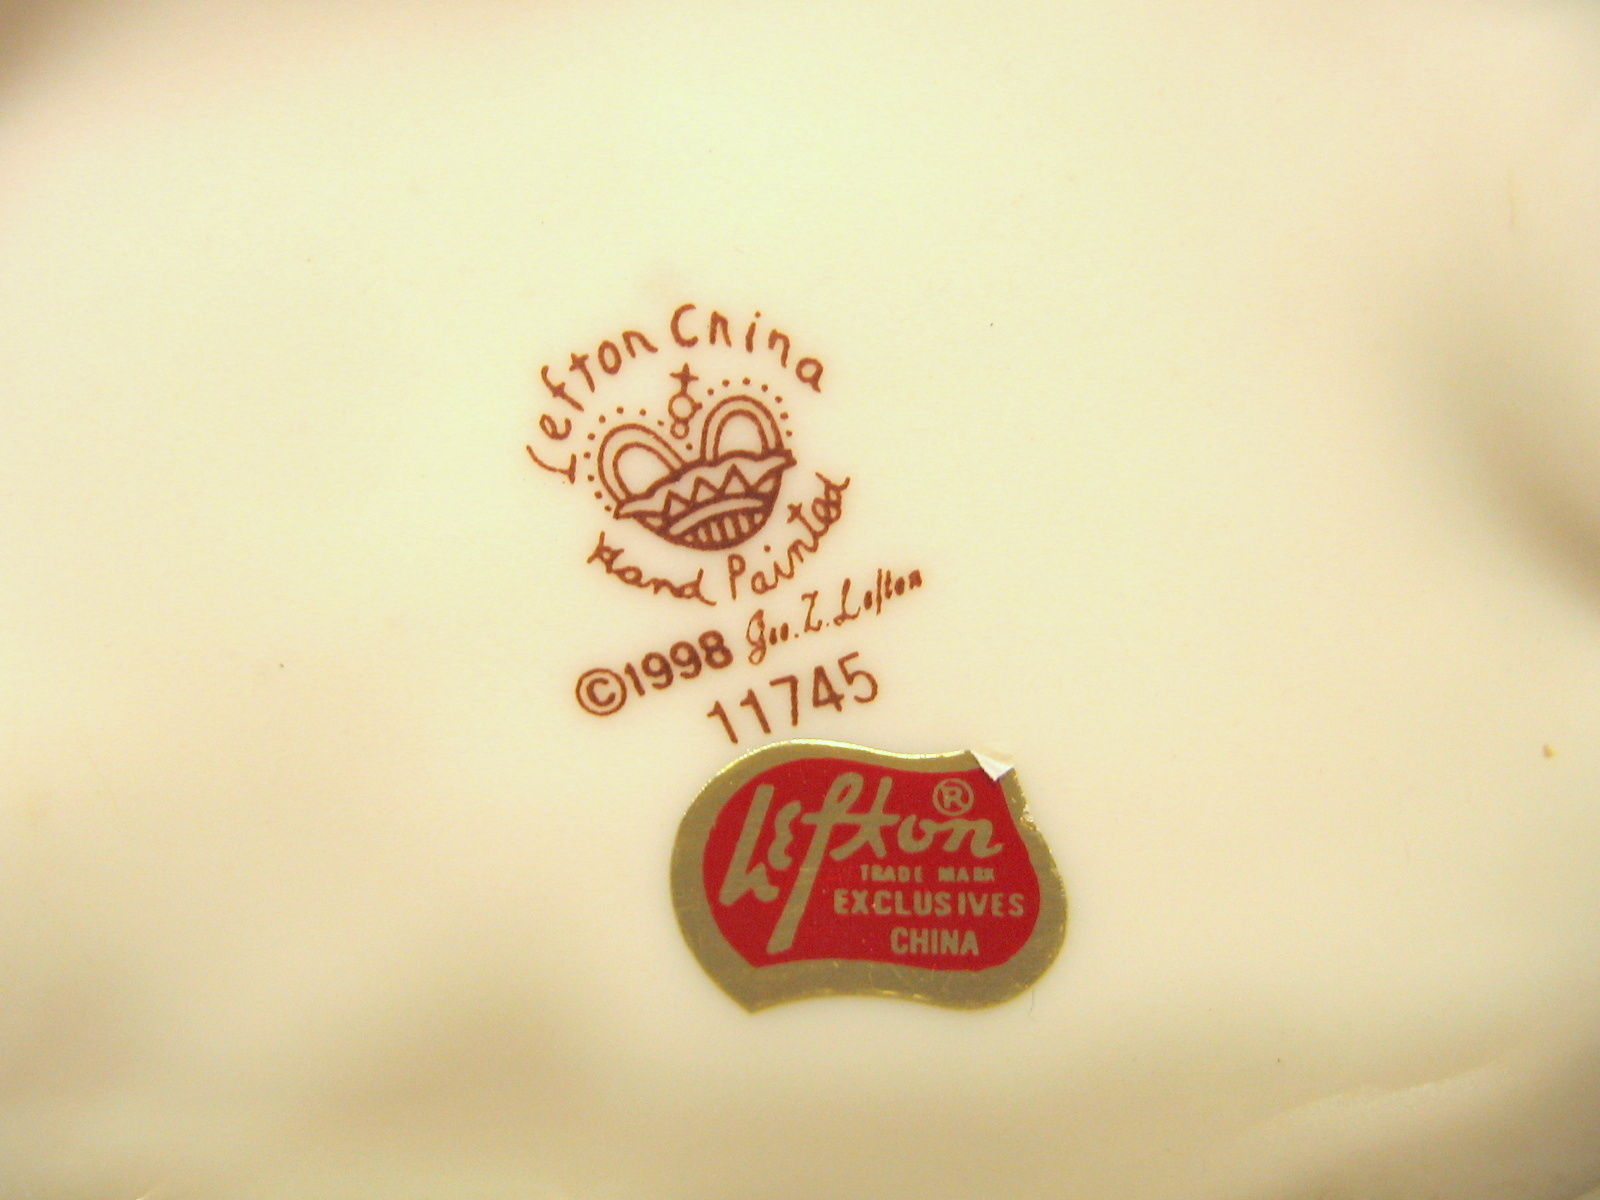 Lefton China
Hand Painted
©1998 Geo. Z. Lefton
11745
Lefton ®
TRADE MARK
EXCLUSIVES
CHINA